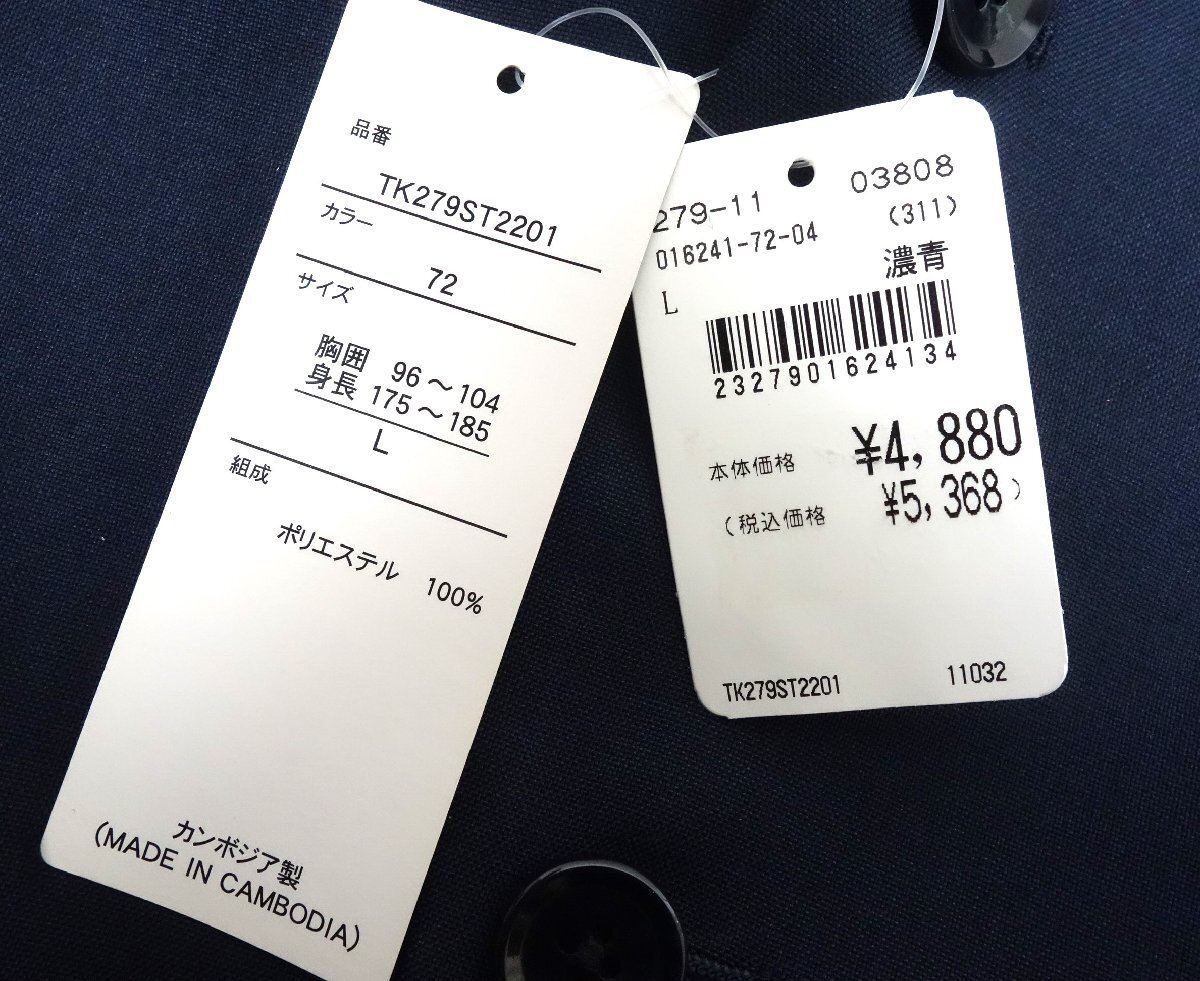 品番
TK279ST2201
カラー
72
サイズ
胸囲 96～104
身長 175～185
L
組成
ポリエステル 100%
カンボジア製
(MADE IN CAMBODIA)
279-11 03808
016241-72-04 (311)
L 濃青
2327901624134
本体価格 ¥4,880
(税込価格 ¥5,368)
TK279ST2201 11032